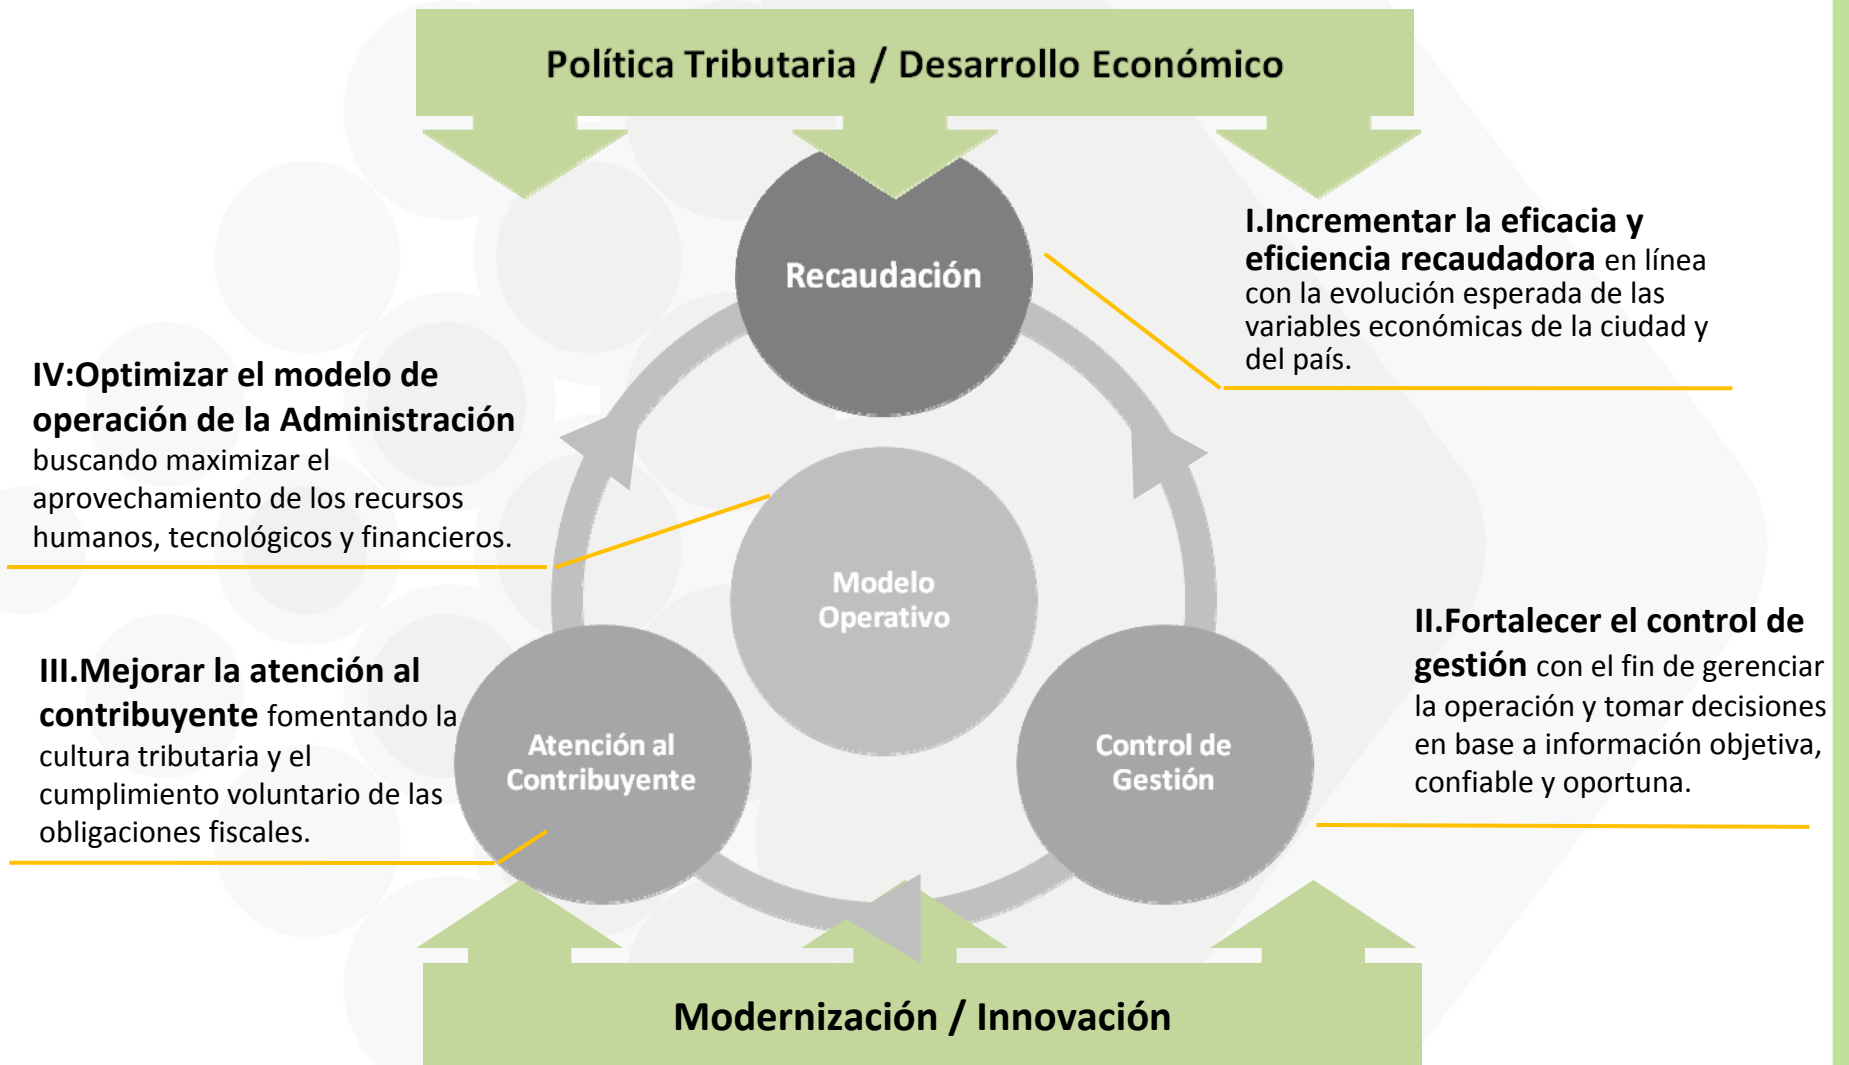 Política Tributaria / Desarrollo Económico
Recaudación
I.Incrementar la eficacia y
eficiencia recaudadora en línea
con la evolución esperada de las
variables económicas de la ciudad y
del país.
IV:Optimizar el modelo de
operación de la Administración
buscando maximizar el
aprovechamiento de los recursos
humanos, tecnológicos y financieros.
Modelo
Operativo
II.Fortalecer el control de
gestión con el fin de gerenciar
la operación y tomar decisiones
en base a información objetiva,
confiable y oportuna.
III.Mejorar la atención al
contribuyente fomentando la
cultura tributaria y el
cumplimiento voluntario de las
obligaciones fiscales.
Atención al
Contribuyente
Control de
Gestión
Modernización / Innovación